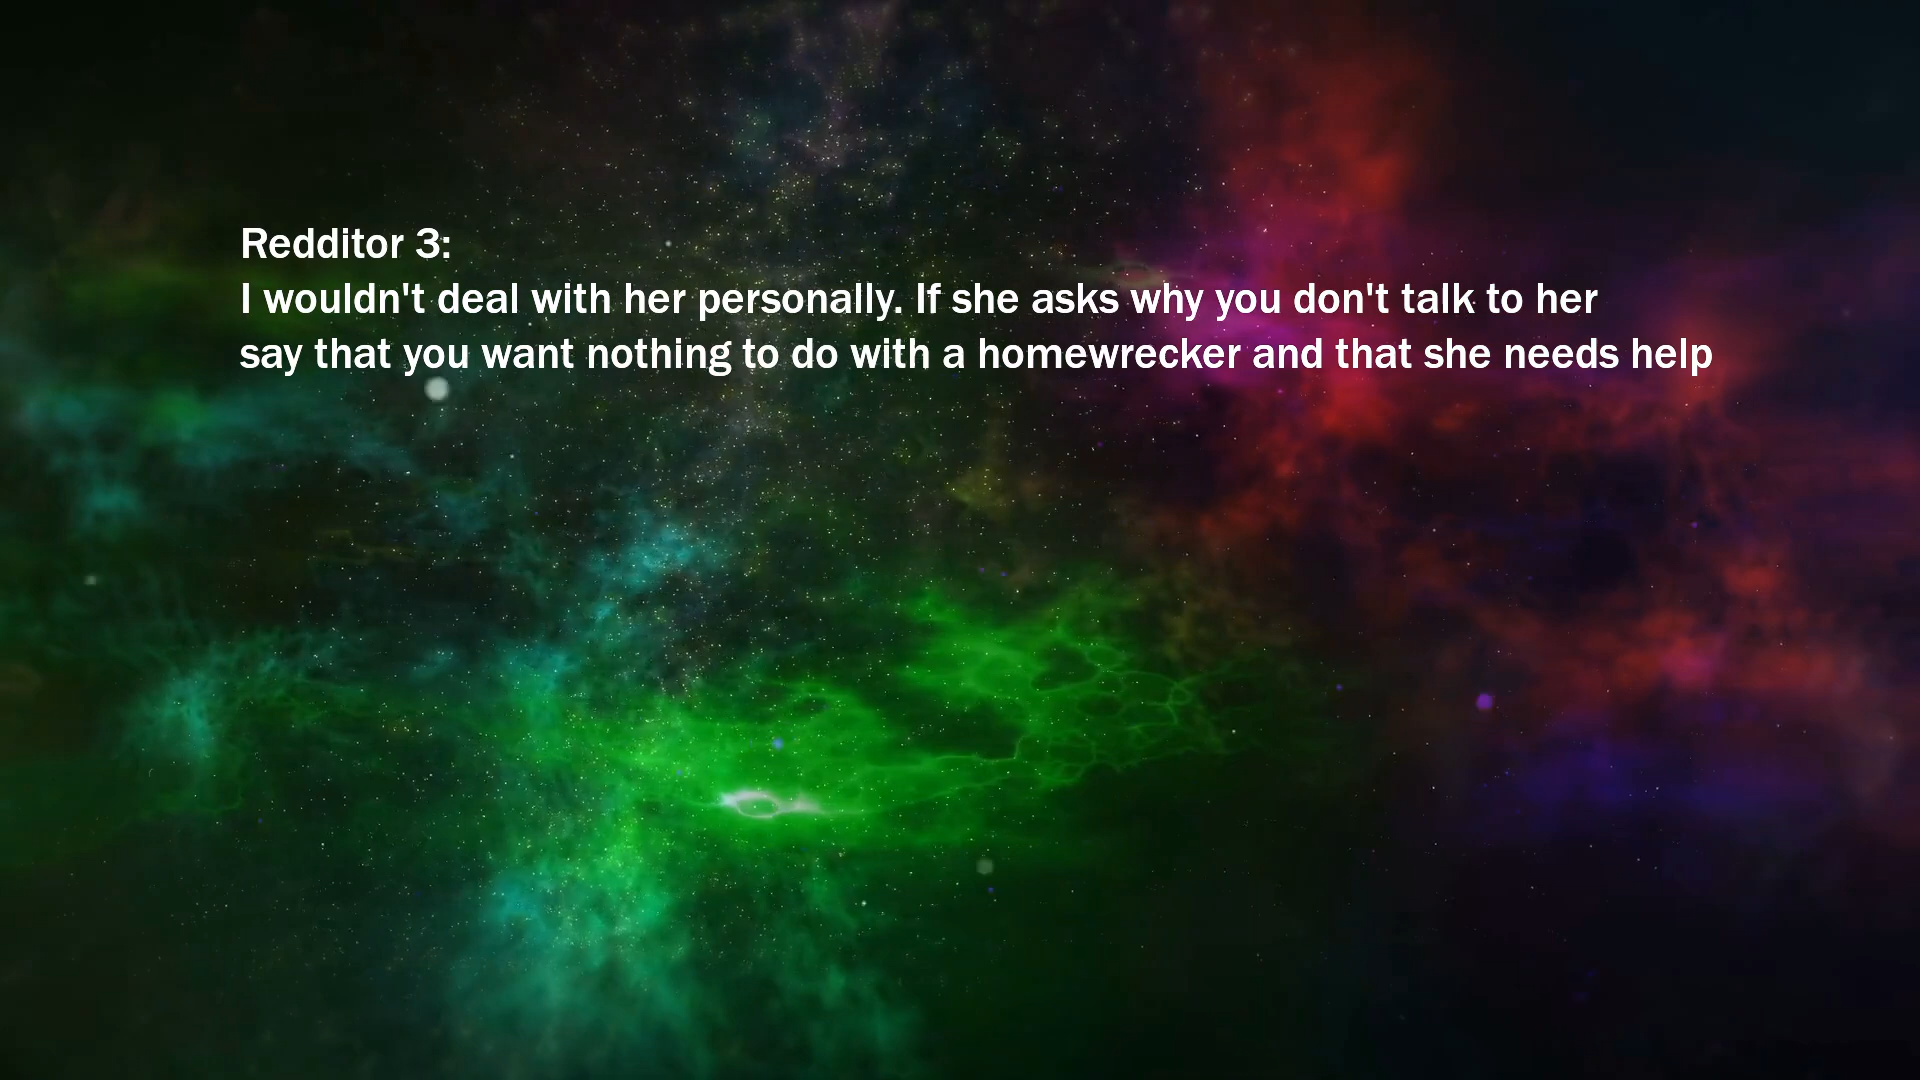 Redditor 3:
I wouldn't deal with her personally. If she asks why you don't talk to her
say that you want nothing to do with a homewrecker and that she needs help